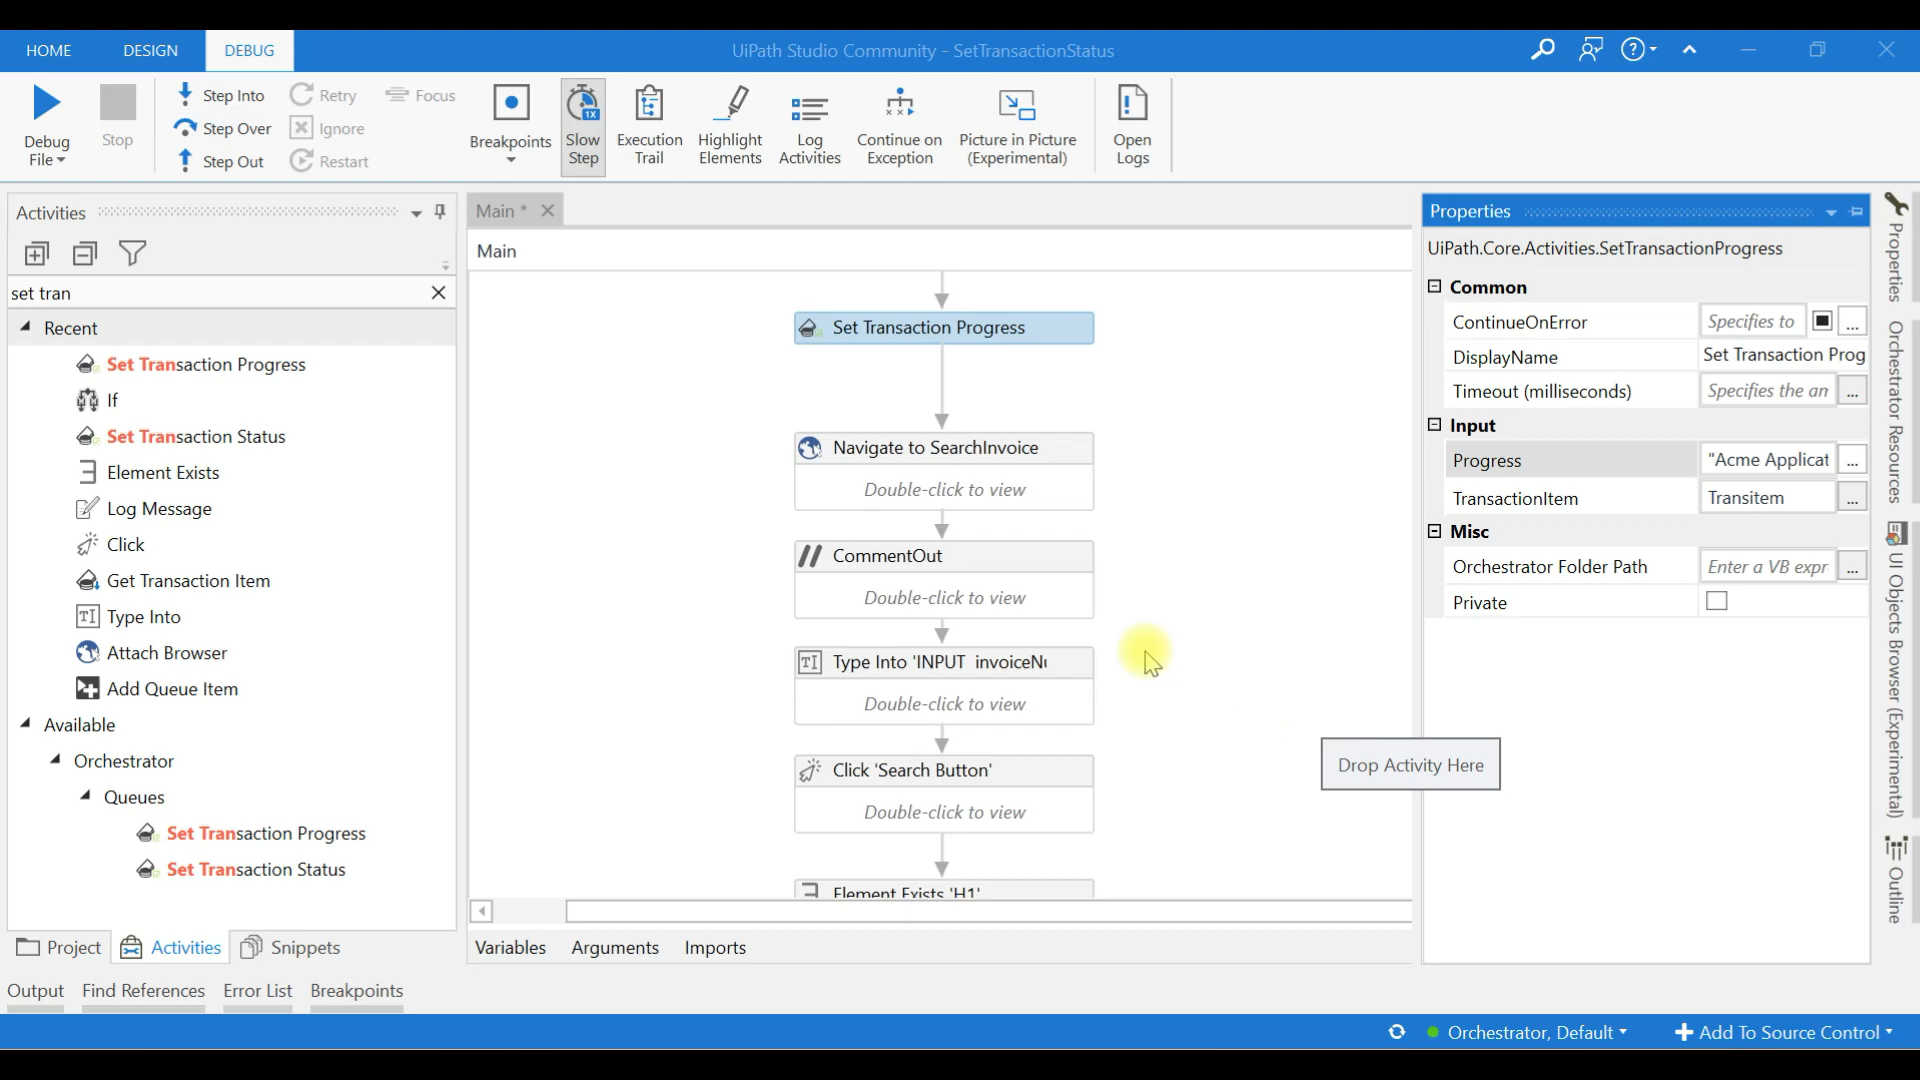 HOME DESIGN DEBUG
UiPath Studio Community - SetTransactionStatus
Debug File
Stop
Step Into
Step Over
Step Out
Retry
Ignore
Restart
Focus
Breakpoints
Slow Step
1X
Execution Trail
Highlight Elements
Log Activities
Continue on Exception
Picture in Picture (Experimental)
Open Logs
Activities
set tran
Recent
Set Transaction Progress
If
Set Transaction Status
Element Exists
Log Message
Click
Get Transaction Item
Type Into
Attach Browser
Add Queue Item
Available
Orchestrator
Queues
Set Transaction Progress
Set Transaction Status
Project Activities Snippets
Main *
Main
Set Transaction Progress
Navigate to SearchInvoice
Double-click to view
CommentOut
Double-click to view
Type Into 'INPUT invoiceNu
Double-click to view
Click 'Search Button'
Double-click to view
Element Exists 'H1'
Drop Activity Here
Variables Arguments Imports
Properties
UiPath.Core.Activities.SetTransactionProgress
Common
ContinueOnError Specifies to ...
DisplayName Set Transaction Prog
Timeout (milliseconds) Specifies the an ...
Input
Progress "Acme Applicat ...
TransactionItem Transitem ...
Misc
Orchestrator Folder Path Enter a VB expr ...
Private
Properties
Orchestrator Resources
UI Objects Browser (Experimental)
Outline
Output Find References Error List Breakpoints
Orchestrator, Default
Add To Source Control